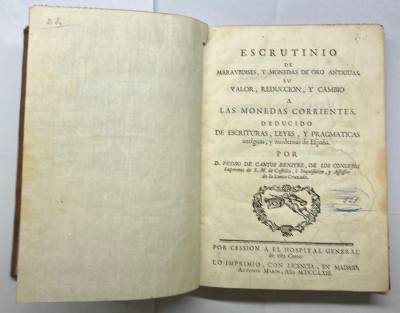 ESCRUTINIO
DE
MARAVEDISES, Y MONEDAS DE ORO ANTIGUAS,
SU
VALOR, REDUCCION, Y CAMBIO
A
LAS MONEDAS CORRIENTES.
DEDUCIDO
DE ESCRITURAS, LEYES, Y PRAGMATICAS
antiguas, y modernas de España.
POR
D. PEDRO DE CANTOS BENITEZ, DE LOS CONSEJOS
Supremos de S. M. de Castilla, è Inquisicion, y Assessor
de la Santa Cruzada.
POR CESSION A EL HOSPITAL GENERAL
de esta Corte:
LO IMPRIMIO, CON LICENCIA, EN MADRID,
ANTONIO MARIN, Año MDCCLXIII.